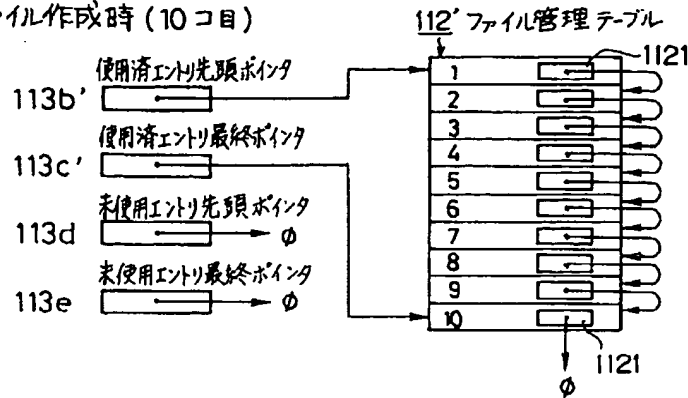 イル作成時(10コ目)
112' ファイル管理テーブル
1121
使用済エントリ先頭ポインタ
113b'
使用済エントリ最終ポインタ
113c'
未使用エントリ先頭ポインタ
113d
φ
未使用エントリ最終ポインタ
113e
φ
1
2
3
4
5
6
7
8
9
10
1121
φ